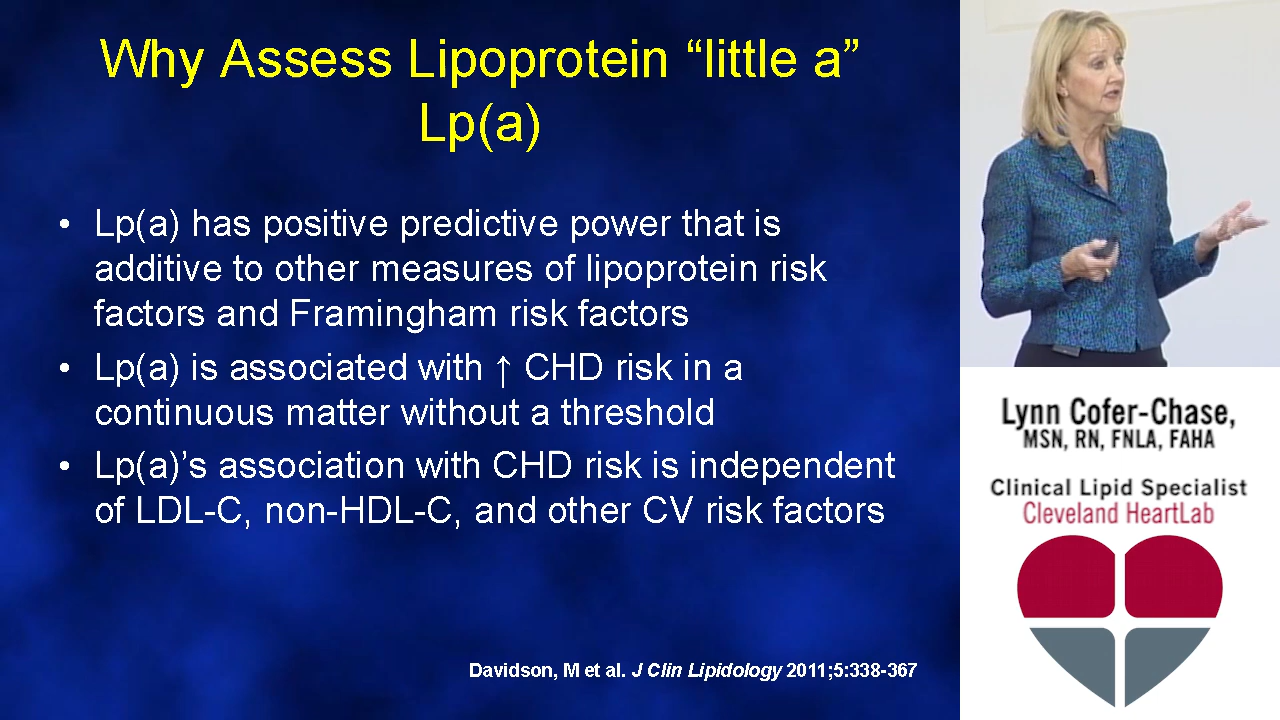 Why Assess Lipoprotein “little a”
Lp(a)
• Lp(a) has positive predictive power that is
additive to other measures of lipoprotein risk
factors and Framingham risk factors
• Lp(a) is associated with ↑ CHD risk in a
continuous matter without a threshold
• Lp(a)’s association with CHD risk is independent
of LDL-C, non-HDL-C, and other CV risk factors
Davidson, M et al. J Clin Lipidology 2011;5:338-367
Lynn Cofer-Chase,
MSN, RN, FNLA, FAHA
Clinical Lipid Specialist
Cleveland HeartLab